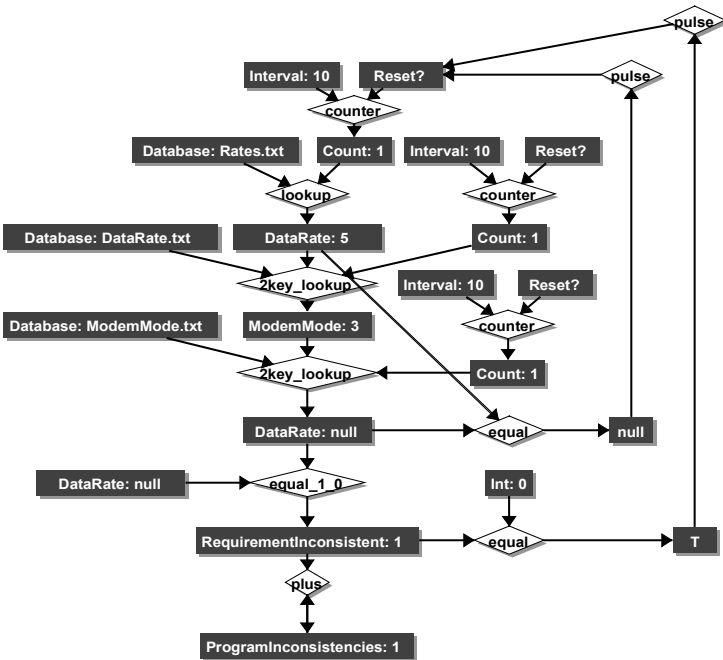 pulse
Interval: 10
Reset?
pulse
counter
Database: Rates.txt
Count: 1
Interval: 10
Reset?
lookup
counter
Database: DataRate.txt
DataRate: 5
Count: 1
2key_lookup
Interval: 10
Reset?
Database: ModemMode.txt
ModemMode: 3
counter
2key_lookup
Count: 1
DataRate: null
equal
null
DataRate: null
equal_1_0
Int: 0
RequirementInconsistent: 1
equal
T
plus
ProgramInconsistencies: 1